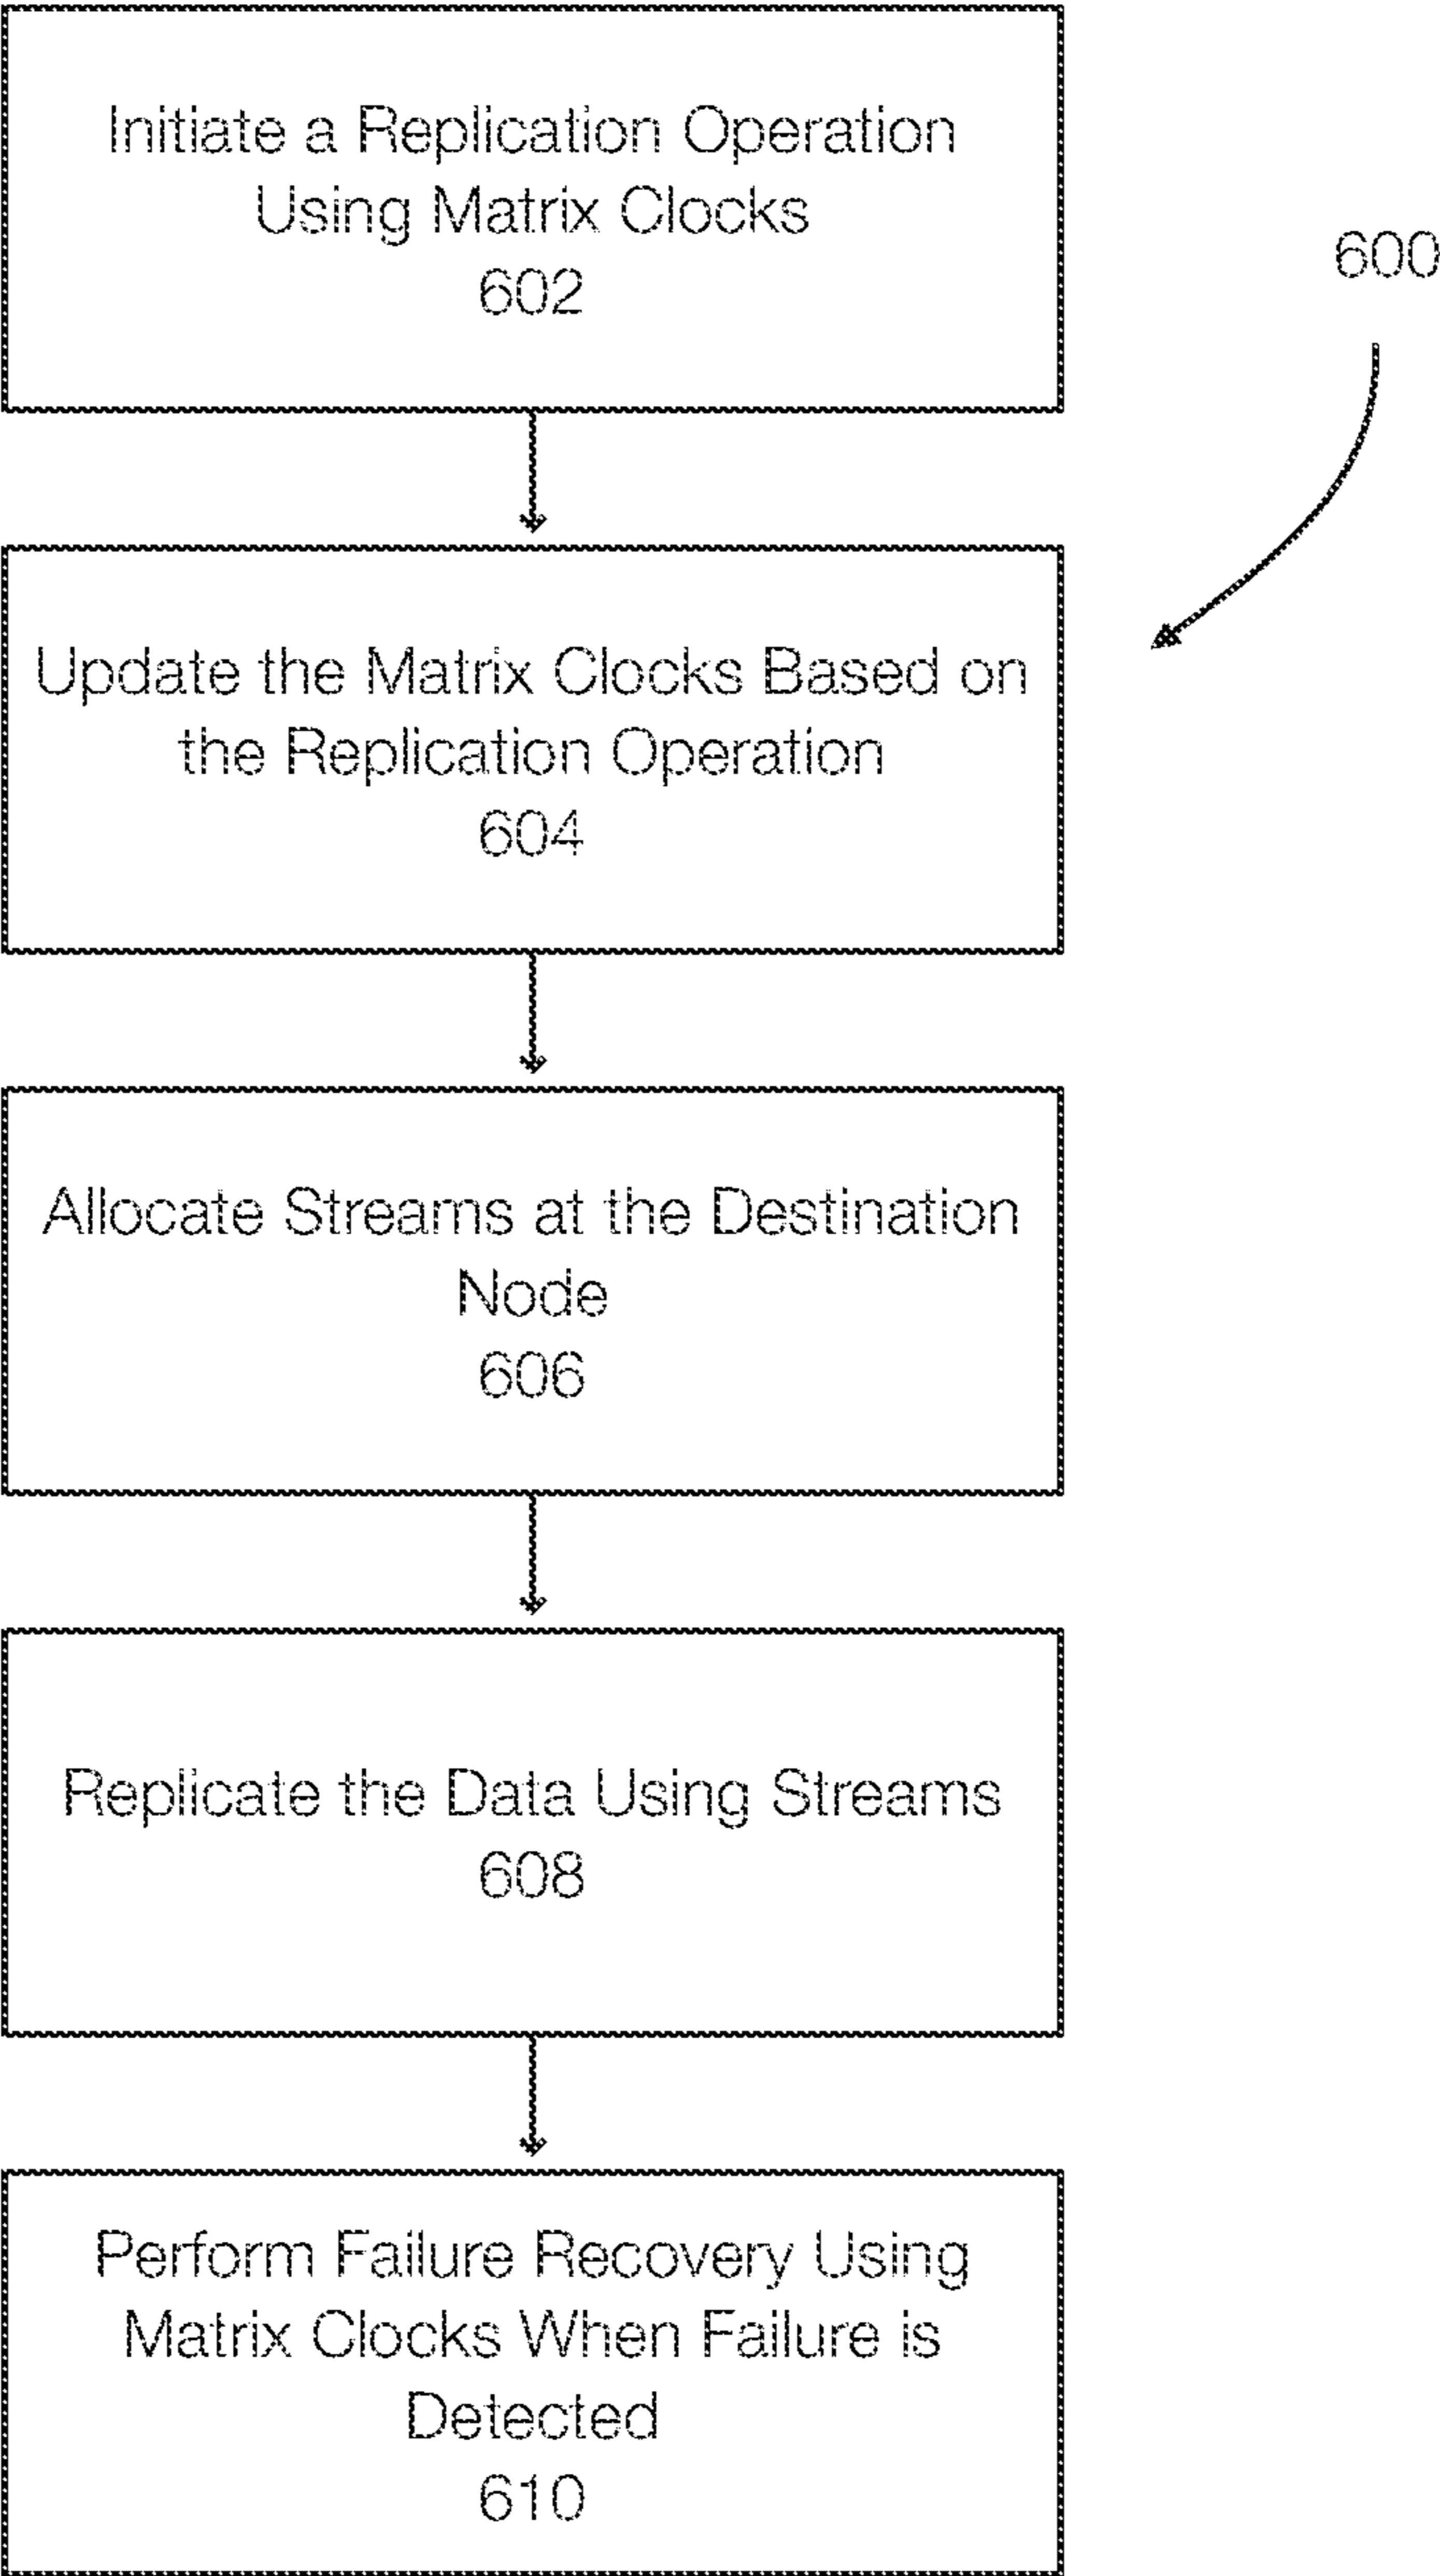 Initiate a Replication Operation
Using Matrix Clocks
602
600
Update the Matrix Clocks Based on
the Replication Operation
604
Allocate Streams at the Destination
Node
606
Replicate the Data Using Streams
608
Perform Failure Recovery Using
Matrix Clocks When Failure is
Detected
610